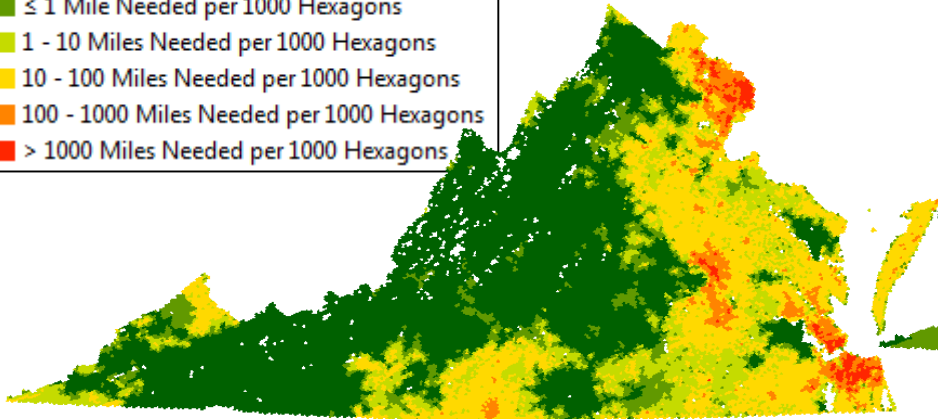 ≤ 1 Mile Needed per 1000 Hexagons
1 - 10 Miles Needed per 1000 Hexagons
10 - 100 Miles Needed per 1000 Hexagons
100 - 1000 Miles Needed per 1000 Hexagons
> 1000 Miles Needed per 1000 Hexagons